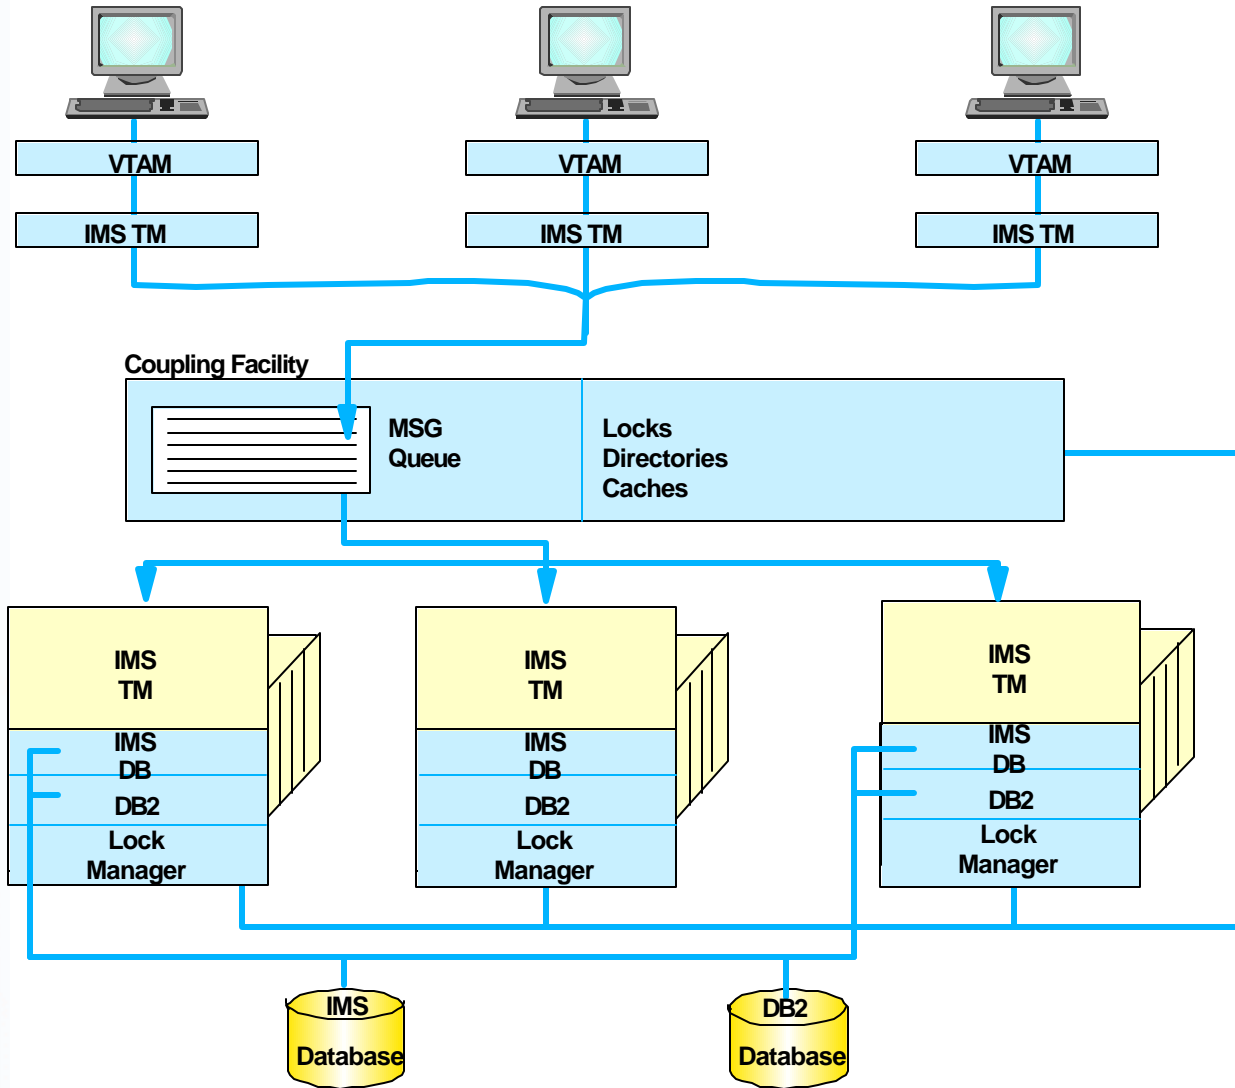 VTAM
VTAM
VTAM
IMS TM
IMS TM
IMS TM
Coupling Facility
MSG
Queue
Locks
Directories
Caches
IMS
TM
IMS
DB
DB2
Lock
Manager
IMS
TM
IMS
DB
DB2
Lock
Manager
IMS
TM
IMS
DB
DB2
Lock
Manager
IMS
Database
DB2
Database